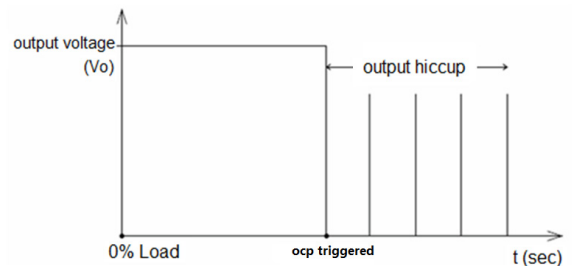 output voltage
(Vo)
output hiccup
0% Load
ocp triggered
t (sec)